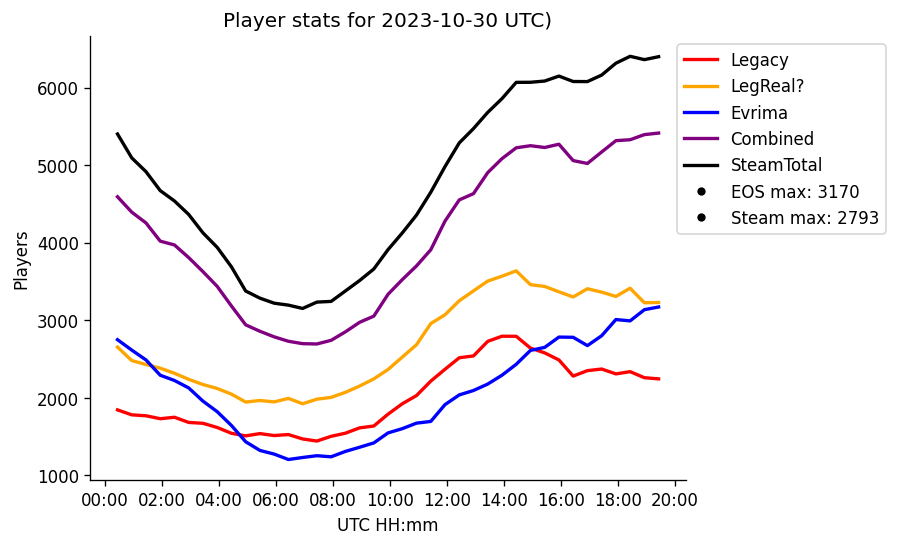 Player stats for 2023-10-30 UTC)
Legacy
LegReal?
Evrima
Combined
SteamTotal
EOS max: 3170
Steam max: 2793
Players
6000
5000
4000
3000
2000
1000
00:00 02:00 04:00 06:00 08:00 10:00 12:00 14:00 16:00 18:00 20:00
UTC HH:mm